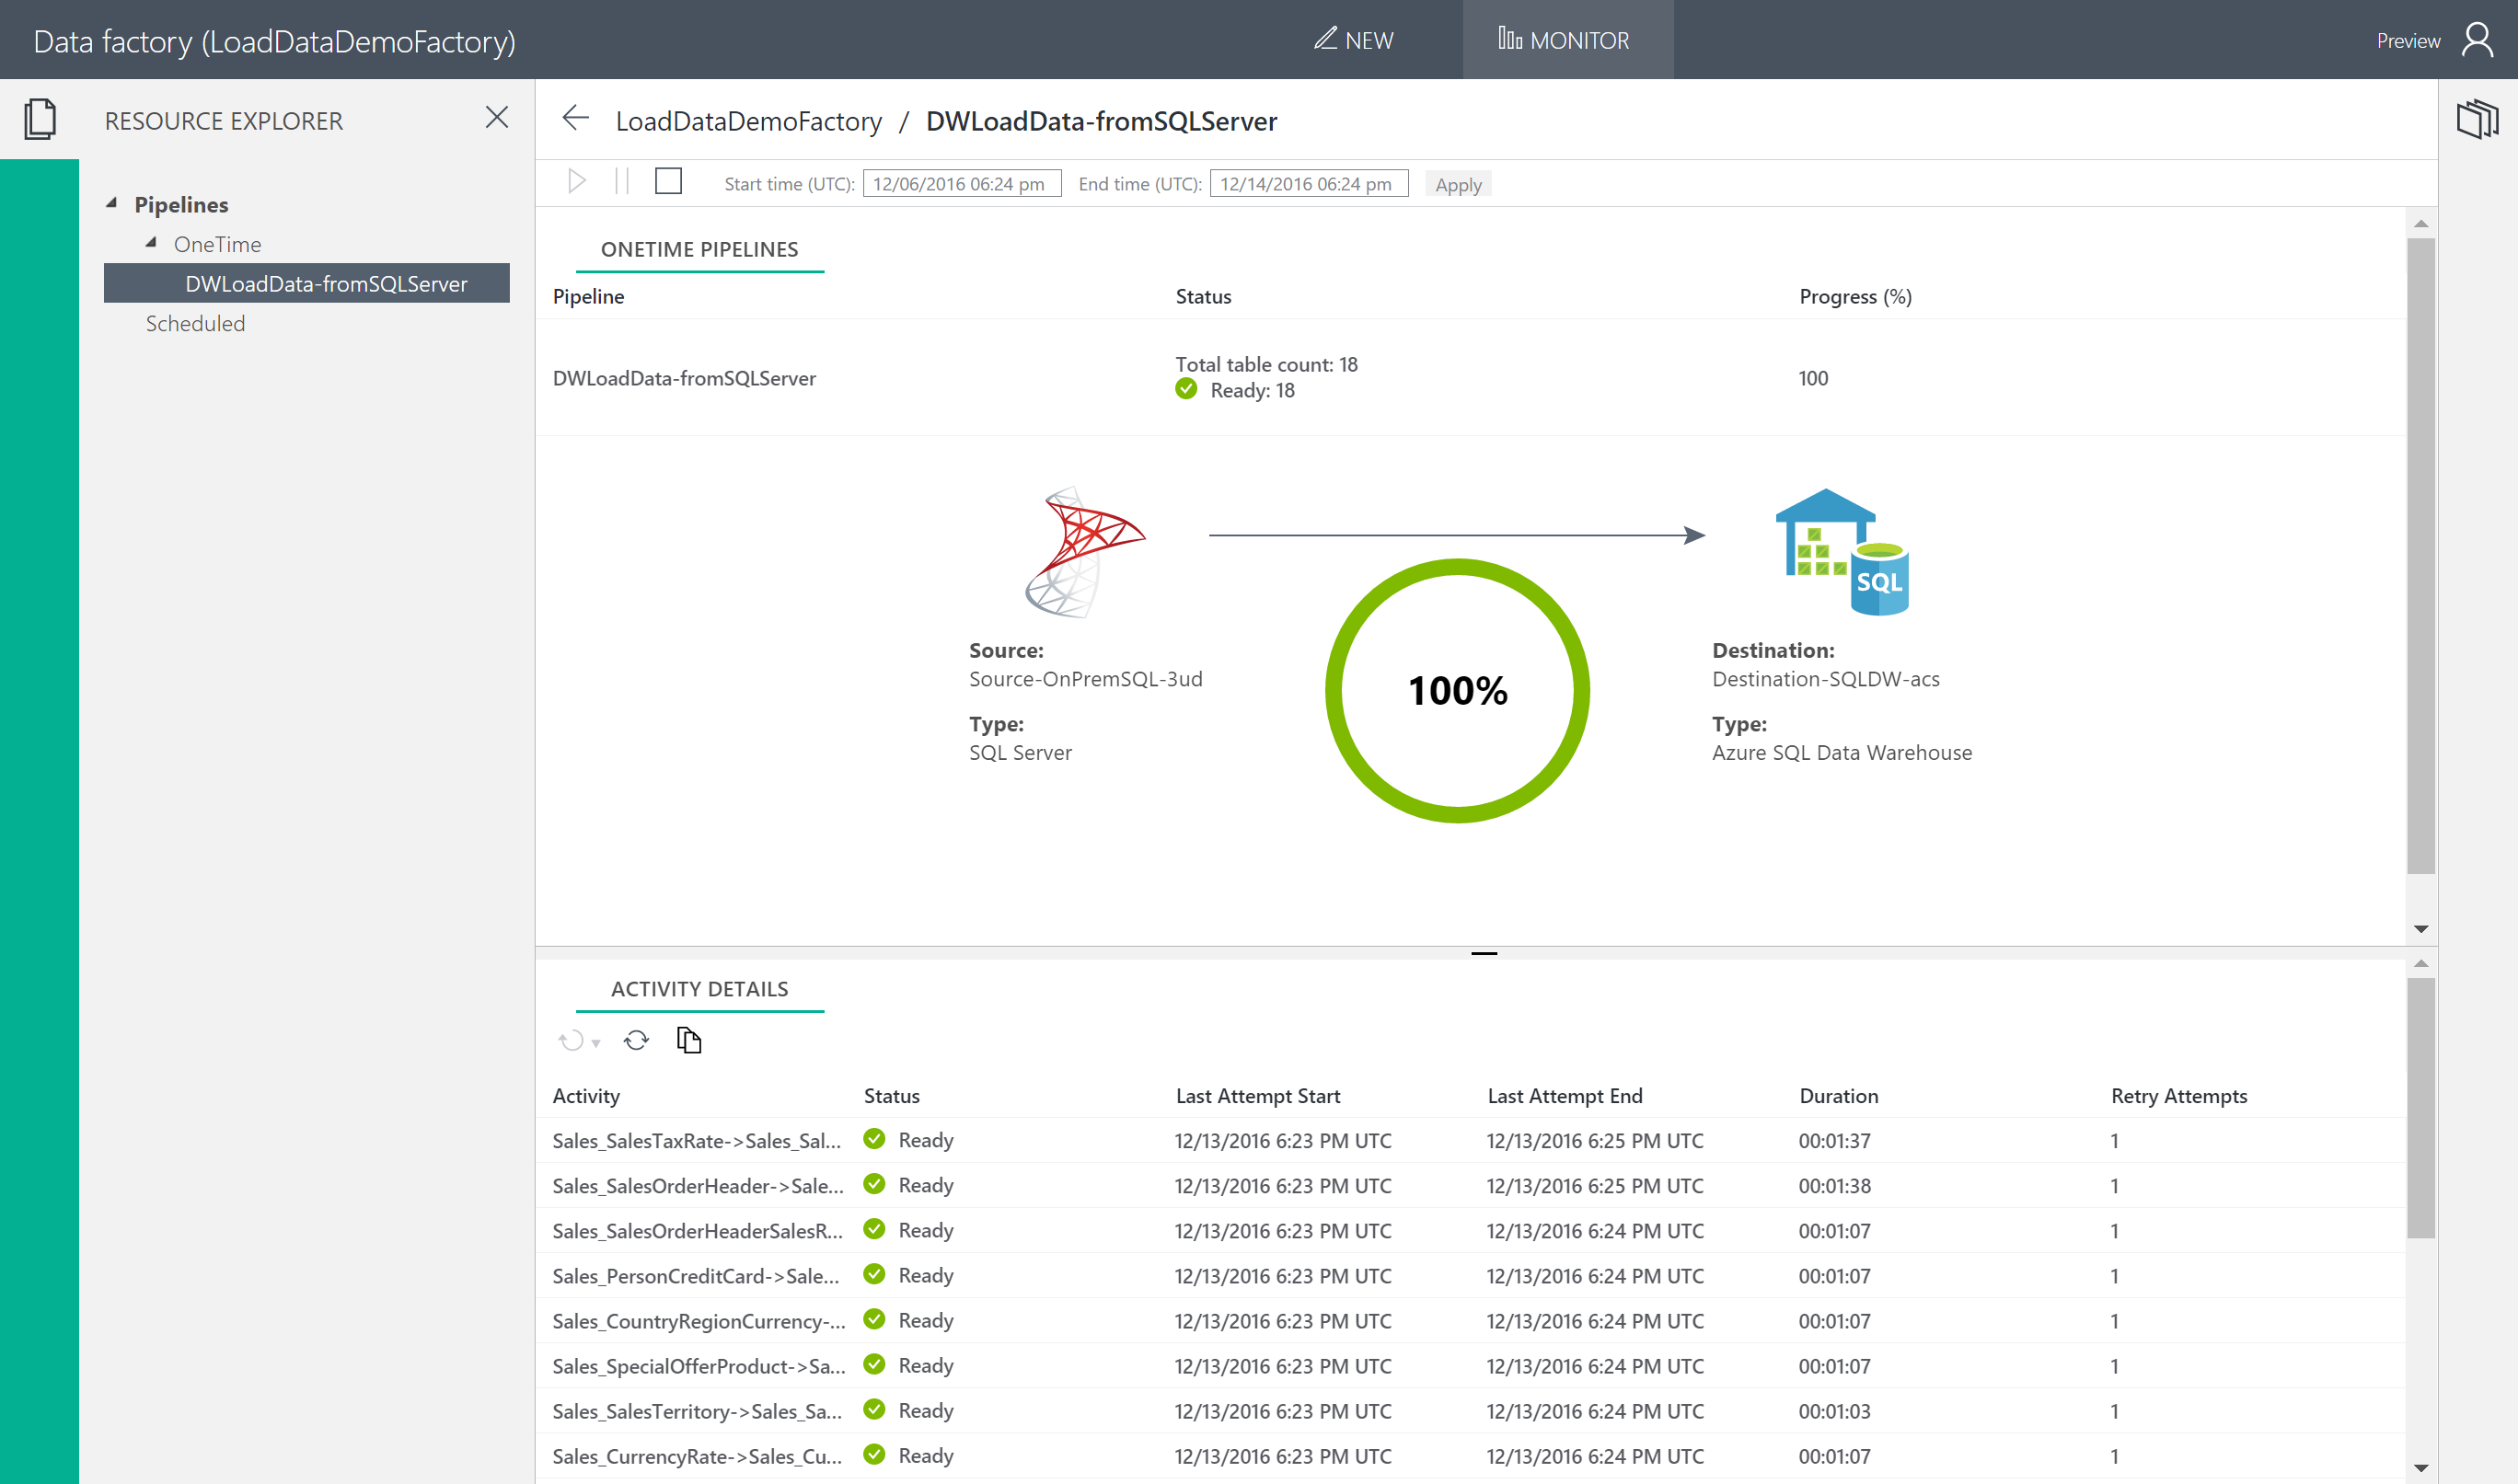 Data factory (LoadDataDemoFactory)
NEW
MONITOR
Preview
RESOURCE EXPLORER
Pipelines
OneTime
DWLoadData-fromSQLServer
Scheduled
LoadDataDemoFactory / DWLoadData-fromSQLServer
Start time (UTC): 12/06/2016 06:24 pm End time (UTC): 12/14/2016 06:24 pm Apply
ONETIME PIPELINES
Pipeline Status Progress (%)
DWLoadData-fromSQLServer
Total table count: 18
Ready: 18
100
SQL
Source:
Source-OnPremSQL-3ud
Type:
SQL Server
100%
Destination:
Destination-SQLDW-acs
Type:
Azure SQL Data Warehouse
ACTIVITY DETAILS
Activity Status Last Attempt Start Last Attempt End Duration Retry Attempts
Sales_SalesTaxRate->Sales_Sal... Ready 12/13/2016 6:23 PM UTC 12/13/2016 6:25 PM UTC 00:01:37 1
Sales_SalesOrderHeader->Sale... Ready 12/13/2016 6:23 PM UTC 12/13/2016 6:25 PM UTC 00:01:38 1
Sales_SalesOrderHeaderSalesR... Ready 12/13/2016 6:23 PM UTC 12/13/2016 6:24 PM UTC 00:01:07 1
Sales_PersonCreditCard->Sale... Ready 12/13/2016 6:23 PM UTC 12/13/2016 6:24 PM UTC 00:01:07 1
Sales_CountryRegionCurrency-... Ready 12/13/2016 6:23 PM UTC 12/13/2016 6:24 PM UTC 00:01:07 1
Sales_SpecialOfferProduct->Sa... Ready 12/13/2016 6:23 PM UTC 12/13/2016 6:24 PM UTC 00:01:07 1
Sales_SalesTerritory->Sales_Sa... Ready 12/13/2016 6:23 PM UTC 12/13/2016 6:24 PM UTC 00:01:03 1
Sales_CurrencyRate->Sales_Cu... Ready 12/13/2016 6:23 PM UTC 12/13/2016 6:24 PM UTC 00:01:07 1